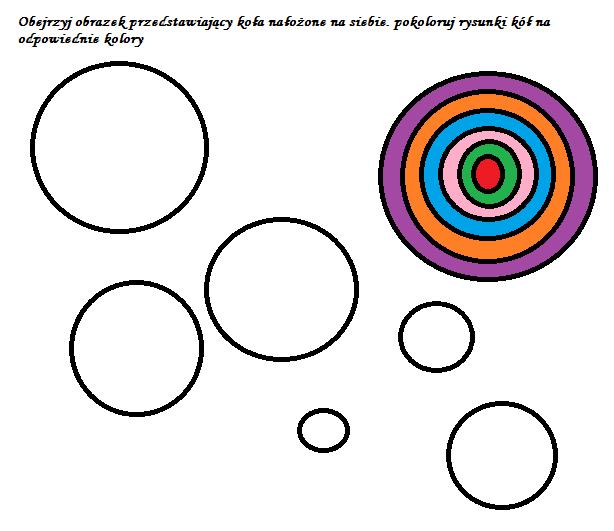 Obejrzyj obrazek przedstawiający koła nałożone na siebie. pokoloruj rysunki kół na
odpowiednie kolory